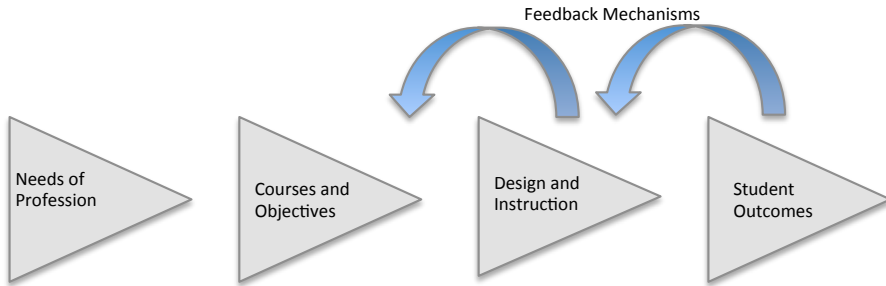 Feedback Mechanisms
Needs of
Profession
Courses and
Objectives
Design and
Instruction
Student
Outcomes